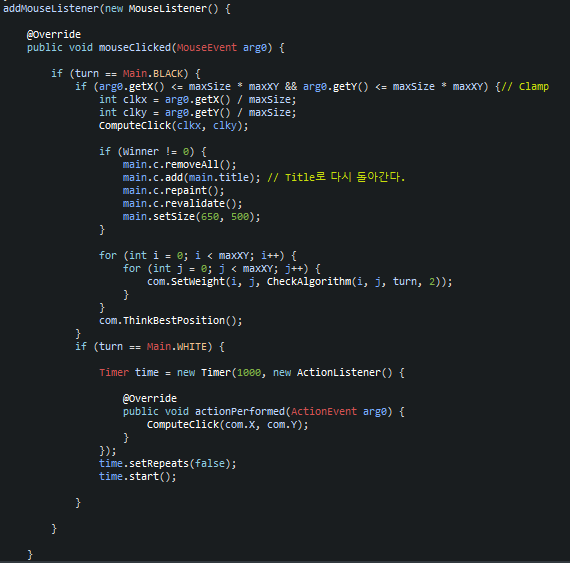 addMouseListener(new MouseListener() {
@Override
public void mouseClicked(MouseEvent arg0) {
if (turn == Main.BLACK) {
if (arg0.getX() <= maxSize * maxXY && arg0.getY() <= maxSize * maxXY) {// Clamp
int clkx = arg0.getX() / maxSize;
int clky = arg0.getY() / maxSize;
ComputeClick(clkx, clky);
if (Winner != 0) {
main.c.removeAll();
main.c.add(main.title); // Title로 다시 돌아간다.
main.c.repaint();
main.c.revalidate();
main.setSize(650, 500);
}
for (int i = 0; i < maxXY; i++) {
for (int j = 0; j < maxXY; j++) {
com.SetWeight(i, j, CheckAlgorithm(i, j, turn, 2));
}
}
com.ThinkBestPosition();
}
if (turn == Main.WHITE) {
Timer time = new Timer(1000, new ActionListener() {
@Override
public void actionPerformed(ActionEvent arg0) {
ComputeClick(com.X, com.Y);
}
});
time.setRepeats(false);
time.start();
}
}
}